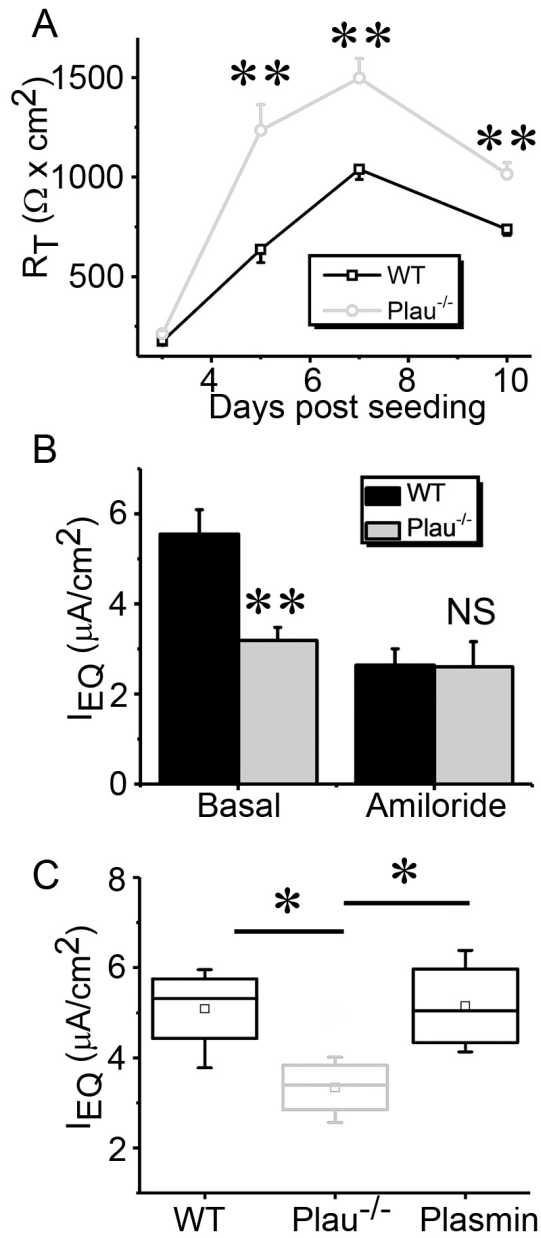 A
**
**
**
1500
1000
500
R_T (Ω x cm²)
WT
Plau⁻/⁻
4 6 8 10
Days post seeding
B
WT
Plau⁻/⁻
6
4
2
0
I_EQ (μA/cm²)
**
NS
Basal Amiloride
C
8
6
4
2
I_EQ (μA/cm²)
*
*
WT Plau⁻/⁻ Plasmin